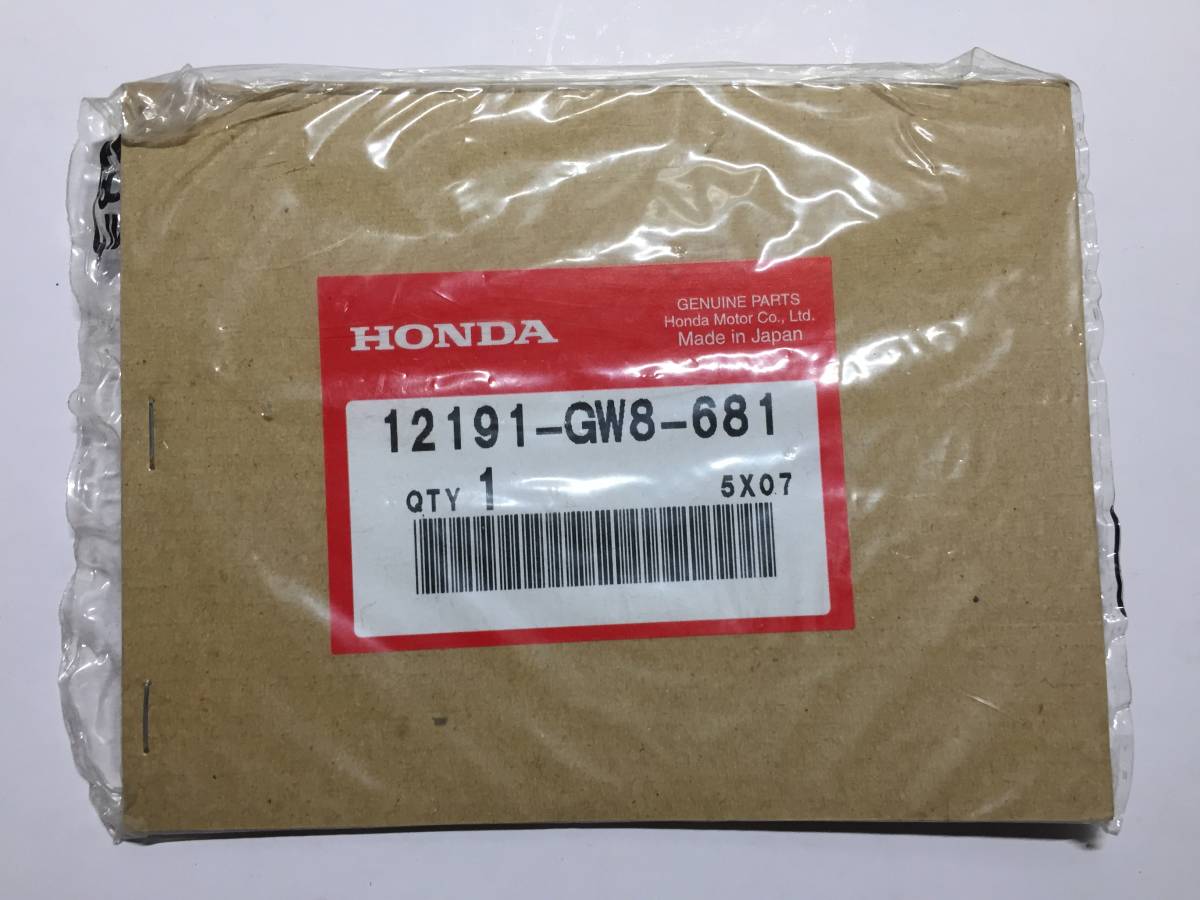 HONDA
GENUINE PARTS
Honda Motor Co., Ltd.
Made in Japan
12191-GW8-681
QTY 1 5X07